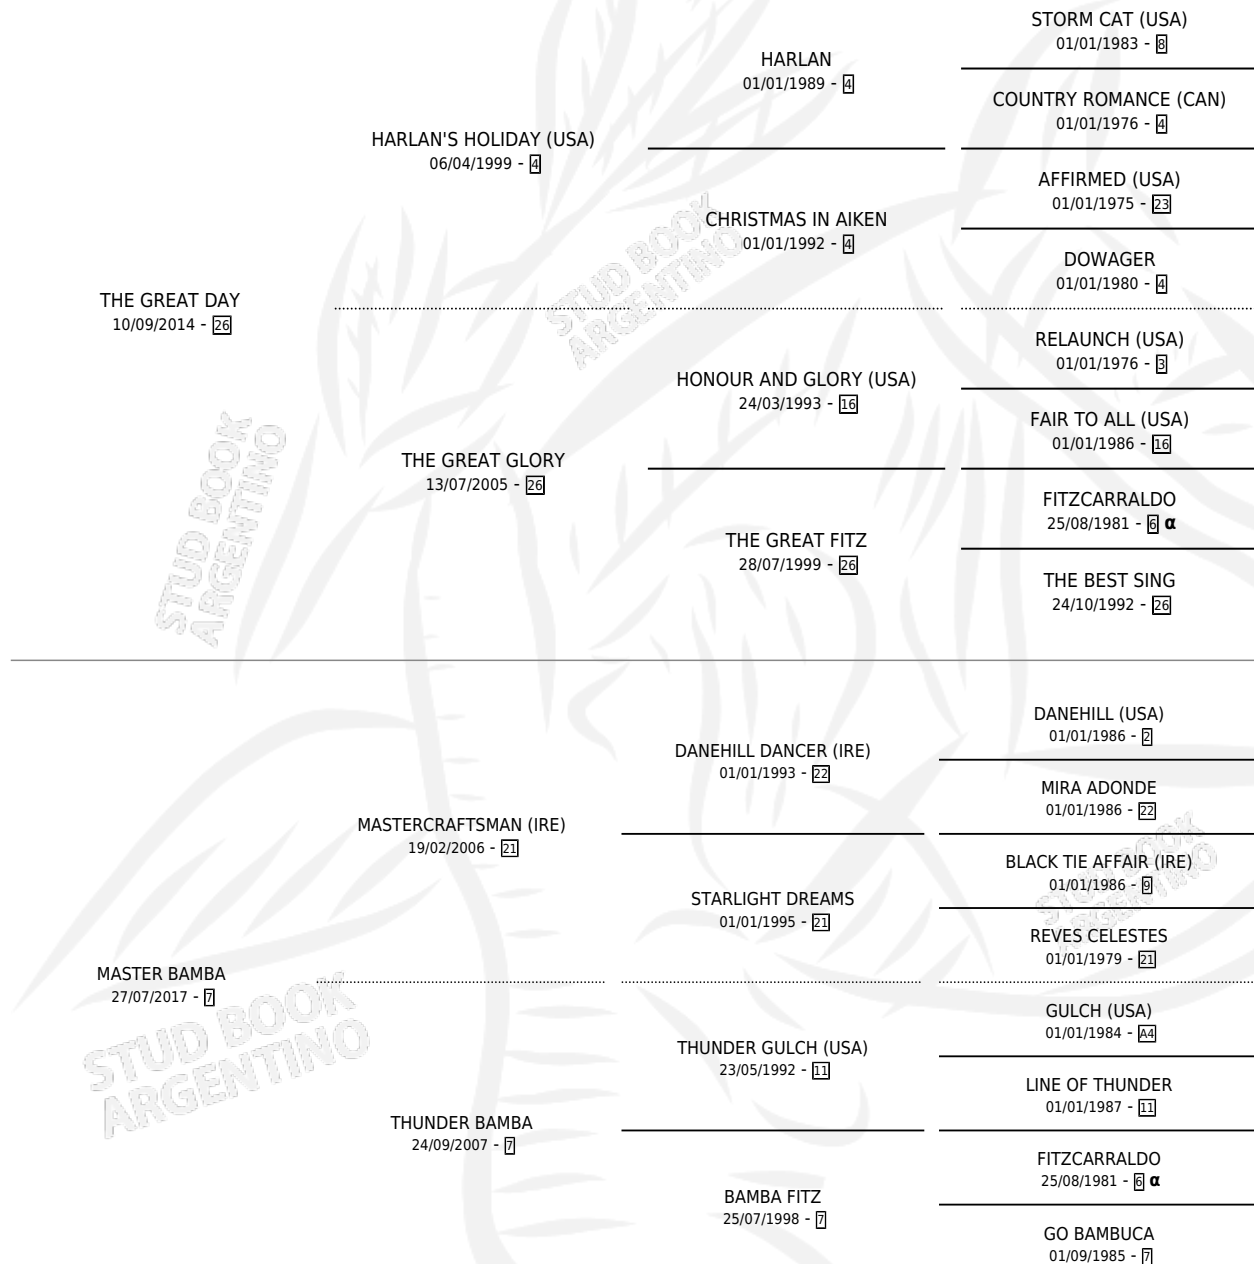 STORM CAT (USA)
01/01/1983 - 8
HARLAN
01/01/1989 - 4
COUNTRY ROMANCE (CAN)
01/01/1976 - 4
HARLAN'S HOLIDAY (USA)
06/04/1999 - 4
AFFIRMED (USA)
01/01/1975 - 23
CHRISTMAS IN AIKEN
01/01/1992 - 4
DOWAGER
01/01/1980 - 4
STUD BOOK
ARGENTINO
THE GREAT DAY
10/09/2014 - 26
RELAUNCH (USA)
01/01/1976 - 3
HONOUR AND GLORY (USA)
24/03/1993 - 16
FAIR TO ALL (USA)
01/01/1986 - 16
THE GREAT GLORY
13/07/2005 - 26
FITZCARRALDO
25/08/1981 - 6 α
THE GREAT FITZ
28/07/1999 - 26
THE BEST SING
24/10/1992 - 26
STUD BOOK
ARGENTINO
DANEHILL (USA)
01/01/1986 - 2
DANEHILL DANCER (IRE)
01/01/1993 - 22
MIRA ADONDE
01/01/1986 - 22
MASTERCRAFTSMAN (IRE)
19/02/2006 - 21
BLACK TIE AFFAIR (IRE)
01/01/1986 - 9
STARLIGHT DREAMS
01/01/1995 - 21
REVES CELESTES
01/01/1979 - 21
STUD BOOK
ARGENTINO
MASTER BAMBA
27/07/2017 - 7
GULCH (USA)
01/01/1984 - A4
THUNDER GULCH (USA)
23/05/1992 - 11
LINE OF THUNDER
01/01/1987 - 11
STUD BOOK
ARGENTINO
THUNDER BAMBA
24/09/2007 - 7
FITZCARRALDO
25/08/1981 - 6 α
BAMBA FITZ
25/07/1998 - 7
GO BAMBUCA
01/09/1985 - 7